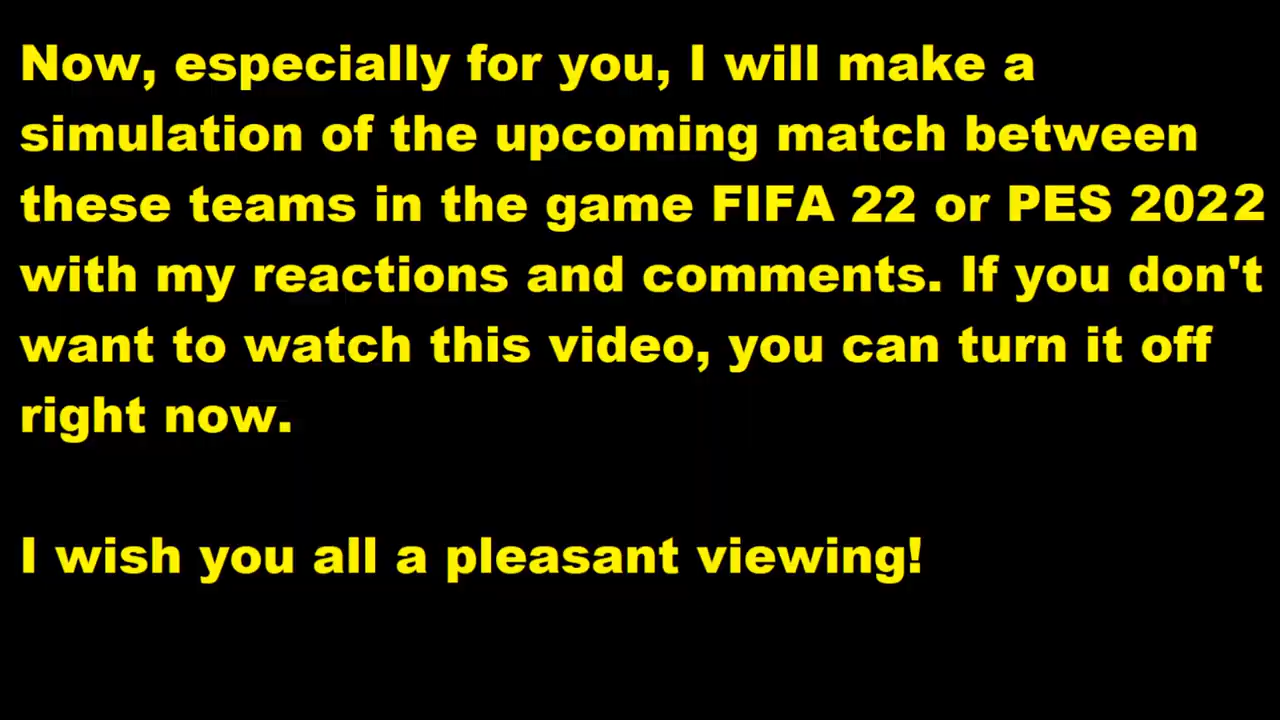 Now, especially for you, I will make a
simulation of the upcoming match between
these teams in the game FIFA 22 or PES 2022
with my reactions and comments. If you don't
want to watch this video, you can turn it off
right now.
I wish you all a pleasant viewing!